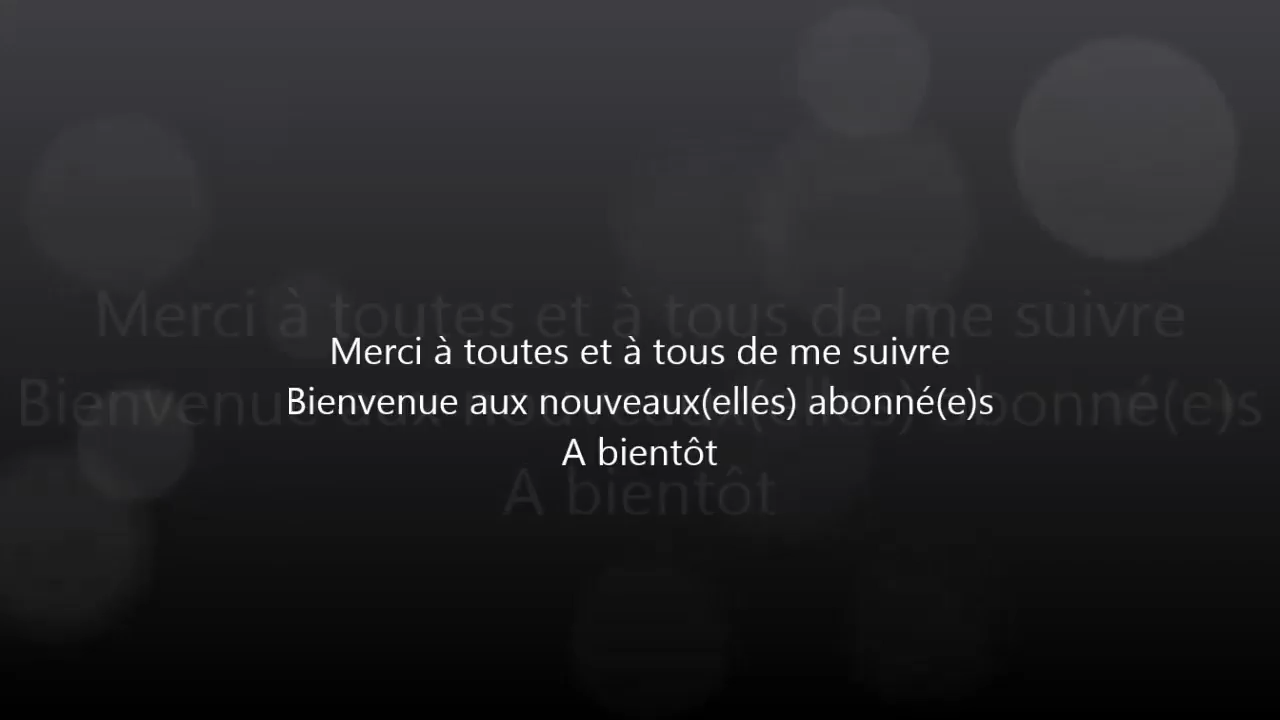 Merci à toutes et à tous de me suivre
Bienvenue aux nouveaux(elles) abonné(e)s
A bientôt